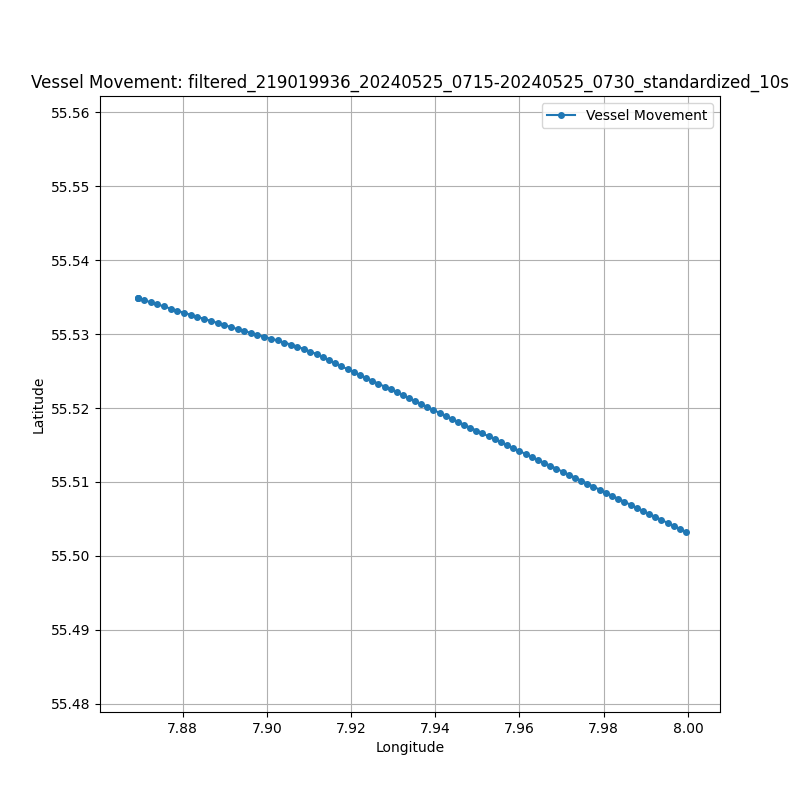 Vessel Movement: filtered_219019936_20240525_0715-20240525_0730_standardized_10s
Vessel Movement
55.56
55.55
55.54
55.53
55.52
55.51
55.50
55.49
55.48
Latitude
7.88 7.90 7.92 7.94 7.96 7.98 8.00
Longitude